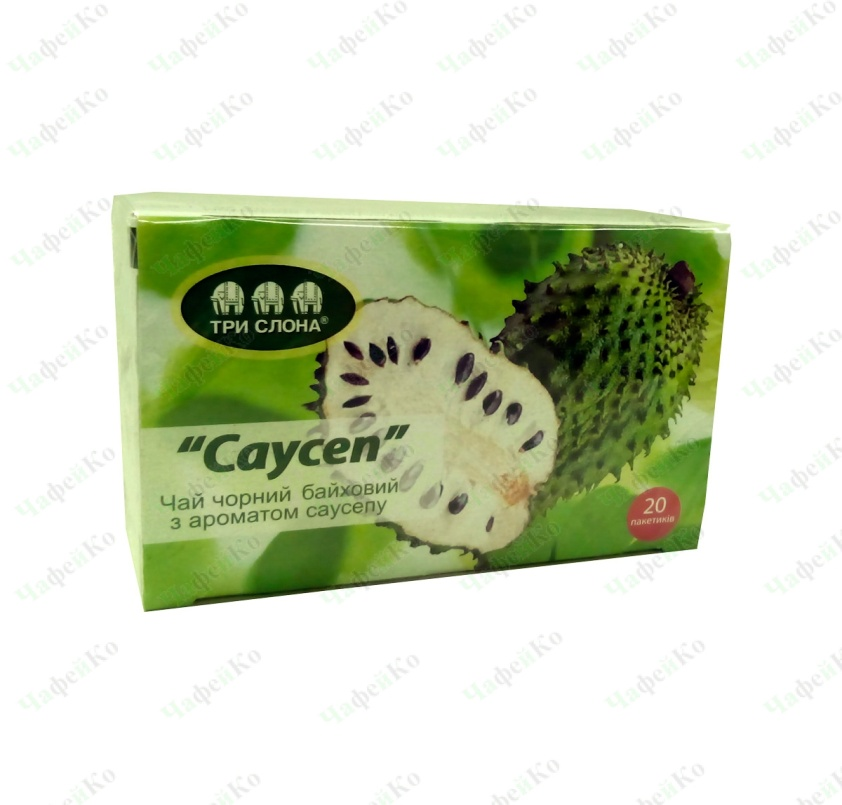 ТРИ СЛОНА®
"Саусеп"
Чай чорний байховий
з ароматом саусепу
20
пакетиків
ЧафейКо